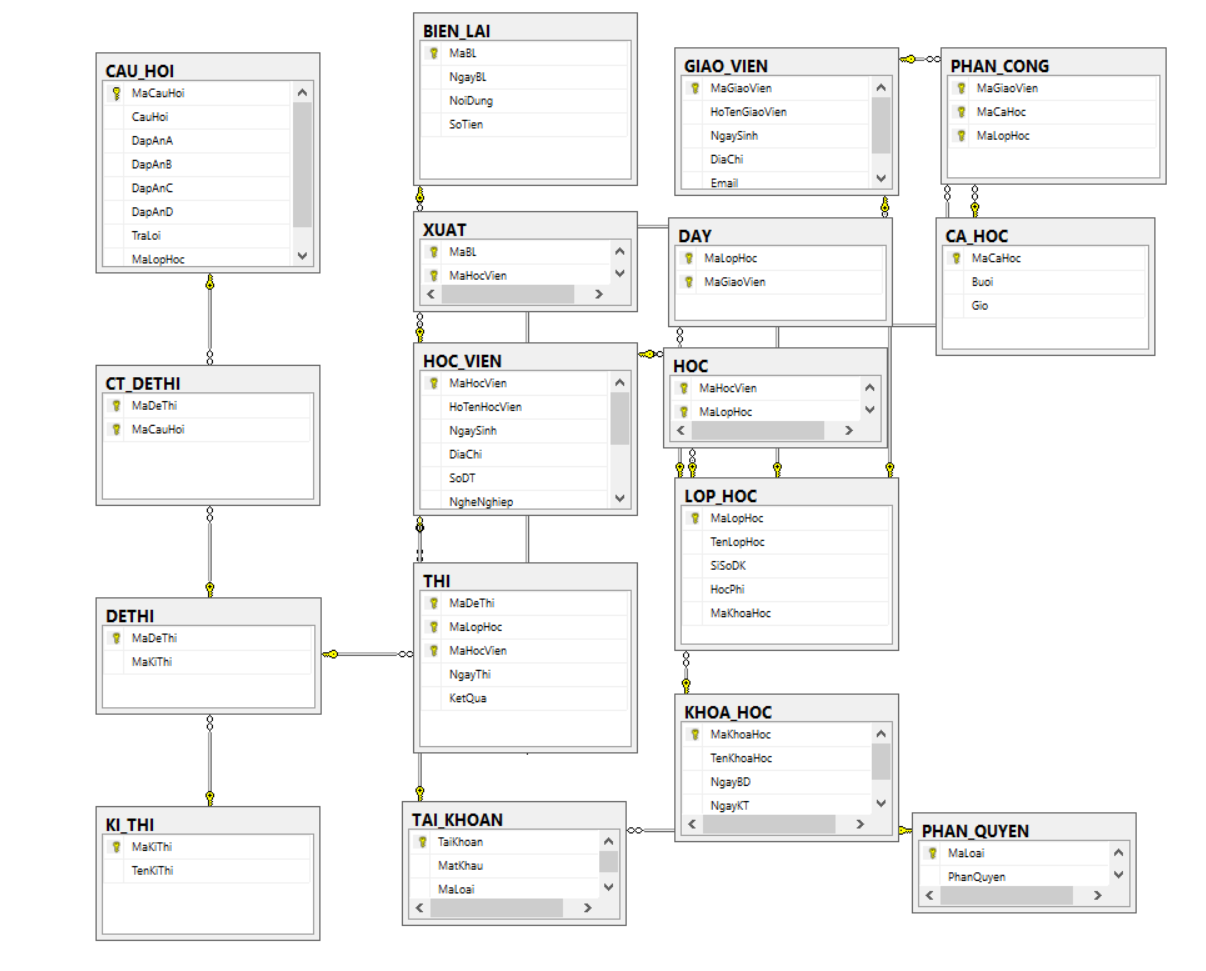 CAU_HOI
MaCauHoi
CauHoi
DapAnA
DapAnB
DapAnC
DapAnD
TraLoi
MaLopHoc
CT_DETHI
MaDeThi
MaCauHoi
DETHI
MaDeThi
MaKiThi
KI_THI
MaKiThi
TenKiThi
BIEN_LAI
MaBL
NgayBL
NoiDung
SoTien
XUAT
MaBL
MaHocVien
HOC_VIEN
MaHocVien
HoTenHocVien
NgaySinh
DiaChi
SoDT
NgheNghiep
THI
MaDeThi
MaLopHoc
MaHocVien
NgayThi
KetQua
TAI_KHOAN
TaiKhoan
MatKhau
MaLoai
GIAO_VIEN
MaGiaoVien
HoTenGiaoVien
NgaySinh
DiaChi
Email
DAY
MaLopHoc
MaGiaoVien
HOC
MaHocVien
MaLopHoc
LOP_HOC
MaLopHoc
TenLopHoc
SiSoDK
HocPhi
MaKhoaHoc
KHOA_HOC
MaKhoaHoc
TenKhoaHoc
NgayBD
NgayKT
PHAN_CONG
MaGiaoVien
MaCaHoc
MaLopHoc
CA_HOC
MaCaHoc
Buoi
Gio
PHAN_QUYEN
MaLoai
PhanQuyen